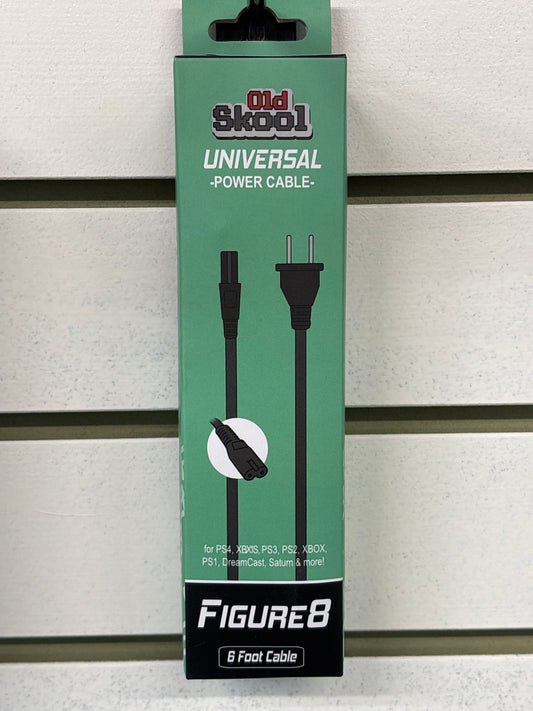 Old
Skool
UNIVERSAL
-POWER CABLE-
for PS4, XBX1S, PS3, PS2, XBOX,
PS1, DreamCast, Saturn & more!
FIGURE8
6 Foot Cable